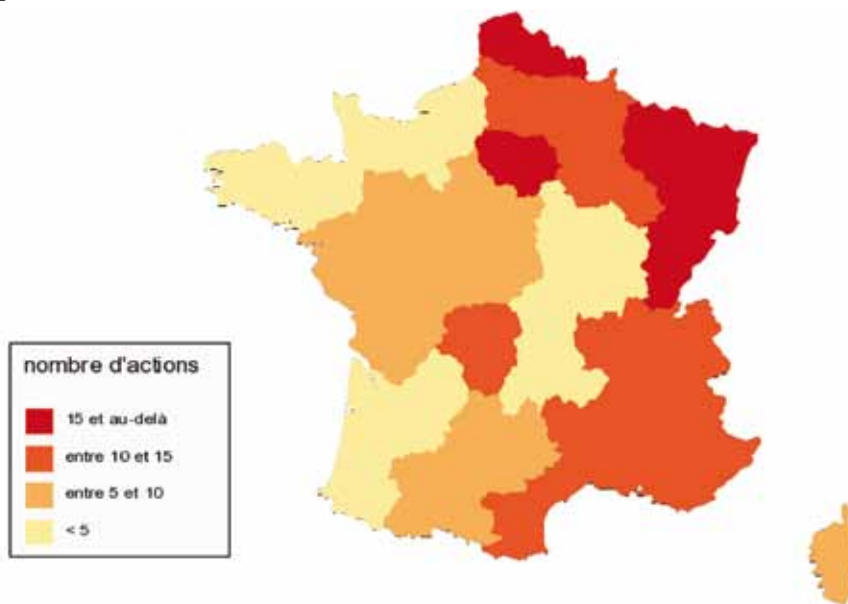 nombre d'actions
15 et au-delà
entre 10 et 15
entre 5 et 10
< 5